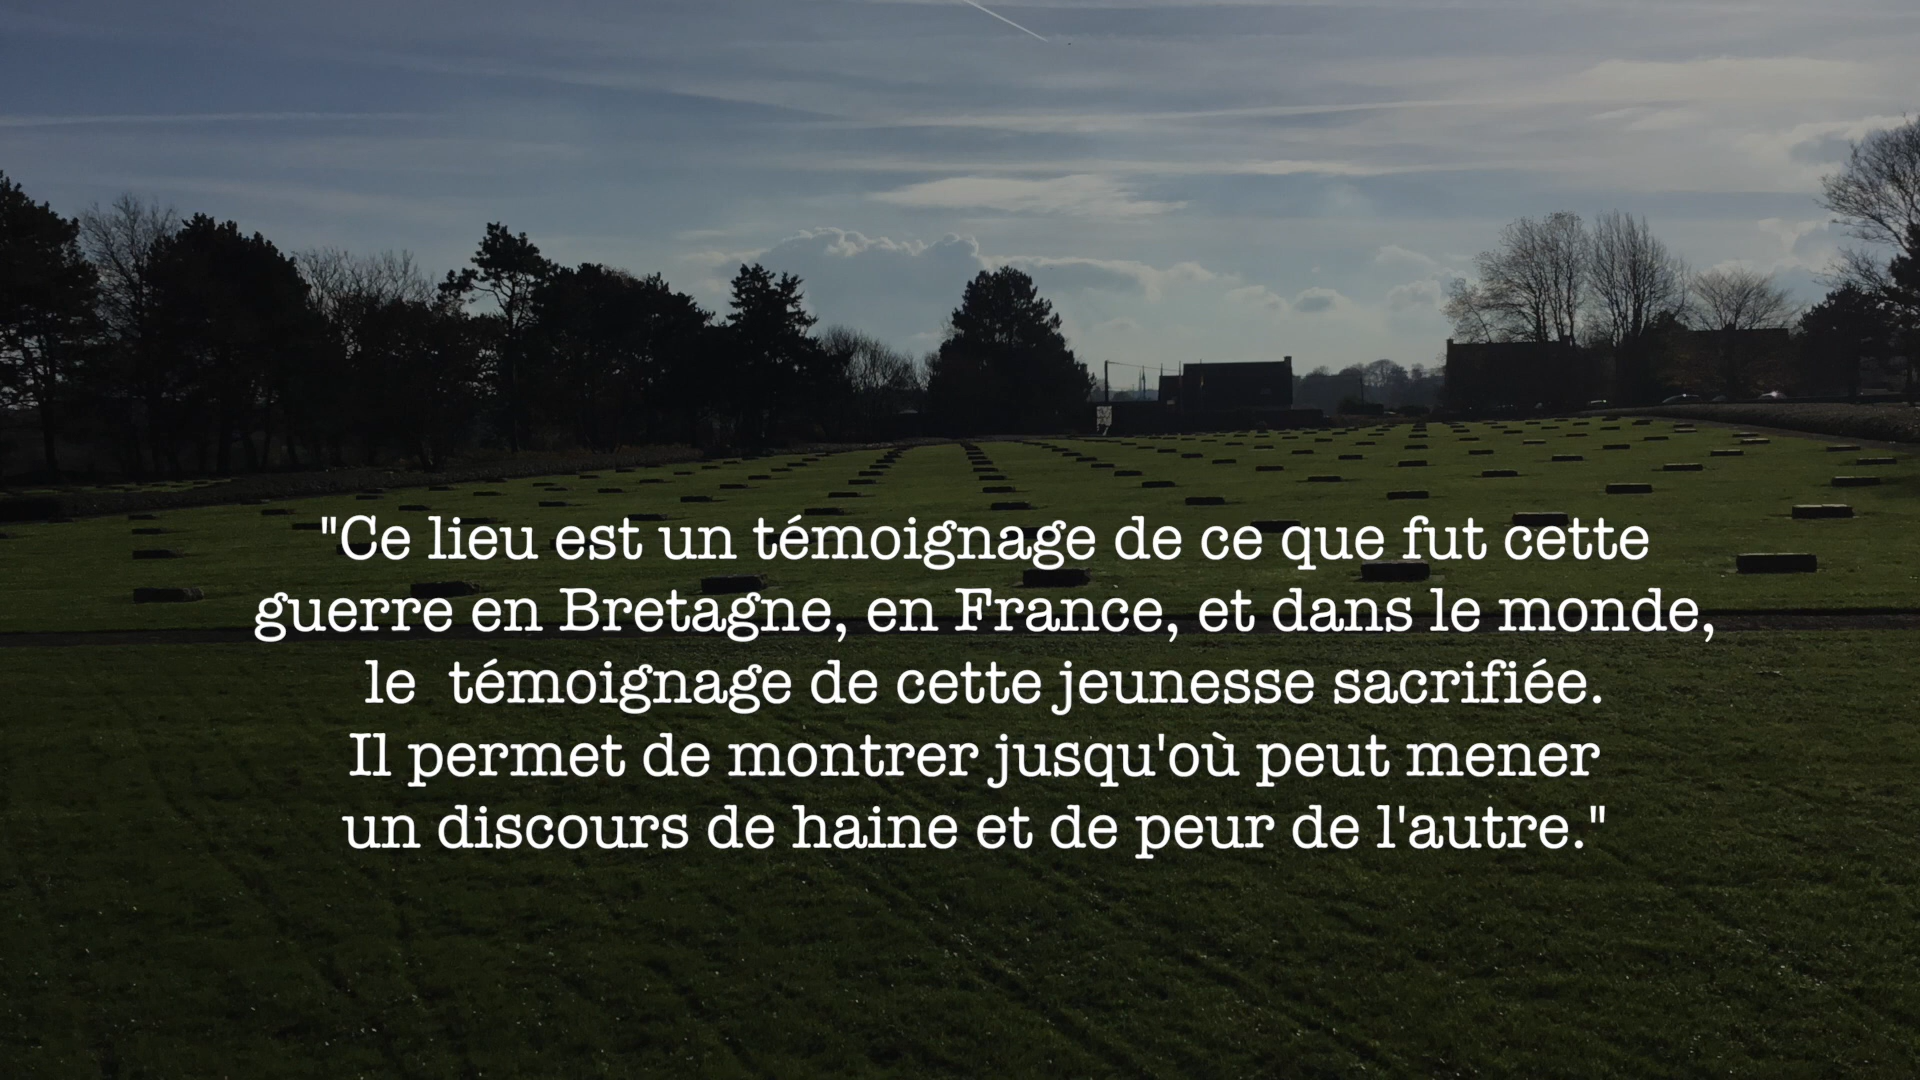 "Ce lieu est un témoignage de ce que fut cette
guerre en Bretagne, en France, et dans le monde,
le  témoignage de cette jeunesse sacrifiée.
Il permet de montrer jusqu'où peut mener
un discours de haine et de peur de l'autre."